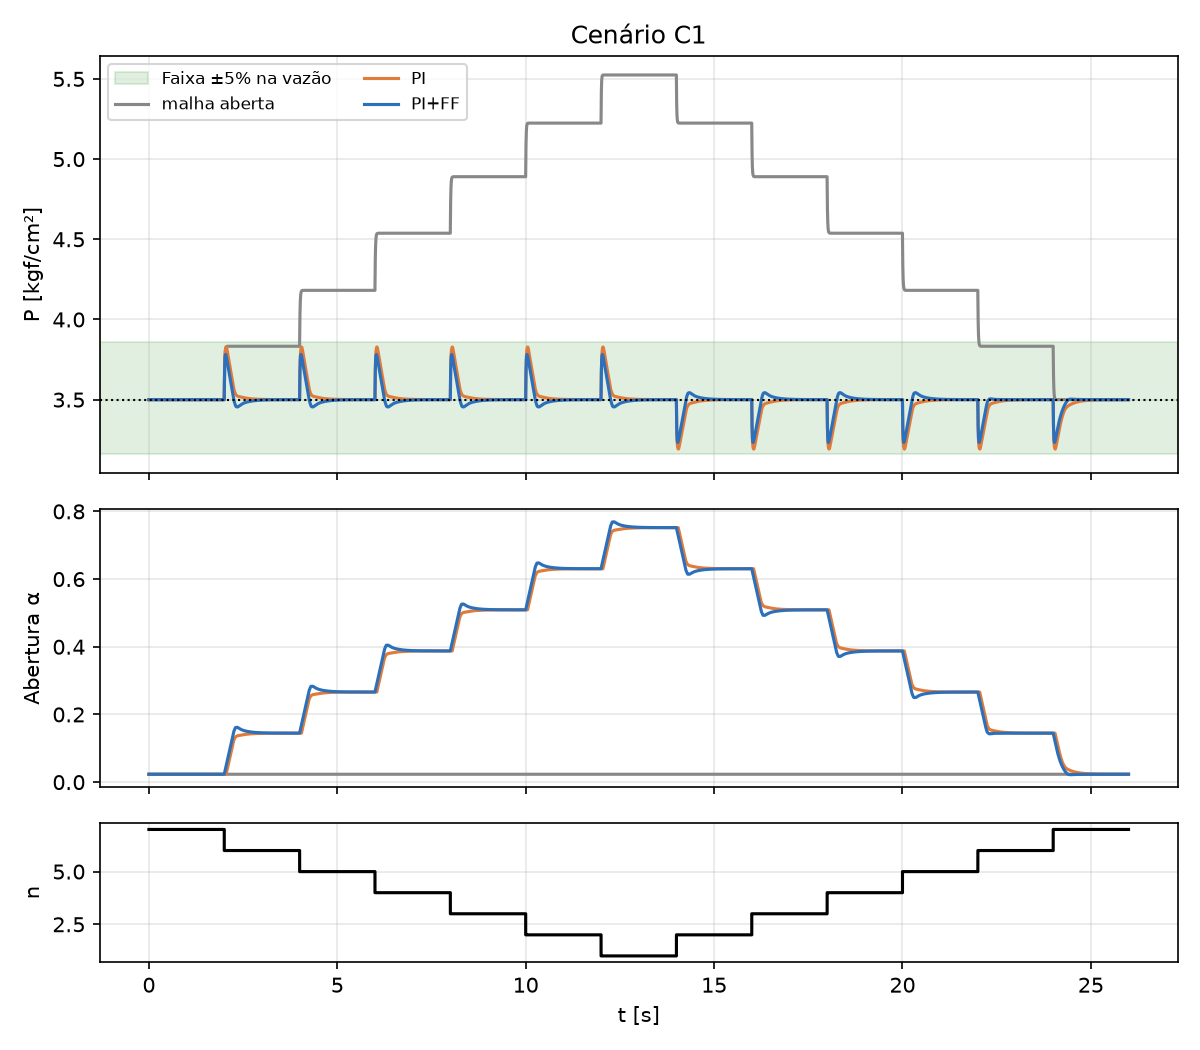 Cenário C1
Faixa ±5% na vazão
malha aberta
PI
PI+FF
P [kgf/cm²]
5.5
5.0
4.5
4.0
3.5
Abertura α
0.8
0.6
0.4
0.2
0.0
n
5.0
2.5
0
5
10
15
20
25
t [s]